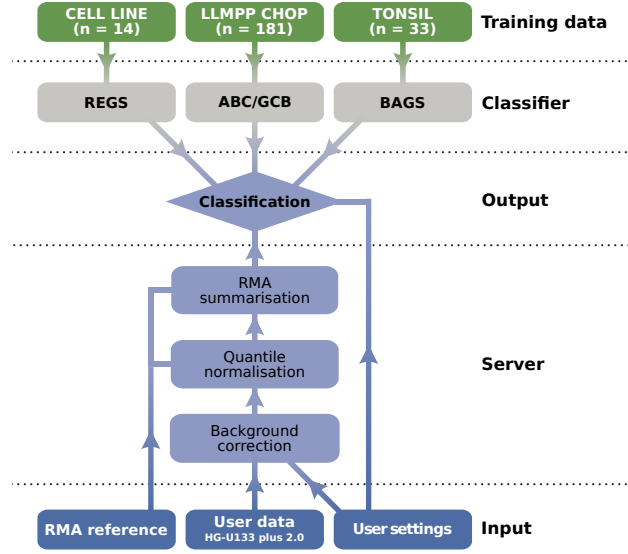 CELL LINE
(n = 14)
LLMPP CHOP
(n = 181)
TONSIL
(n = 33)
Training data
REGS
ABC/GCB
BAGS
Classifier
Classification
Output
RMA
summarisation
Quantile
normalisation
Server
Background
correction
RMA reference
User data
HG-U133 plus 2.0
User settings
Input